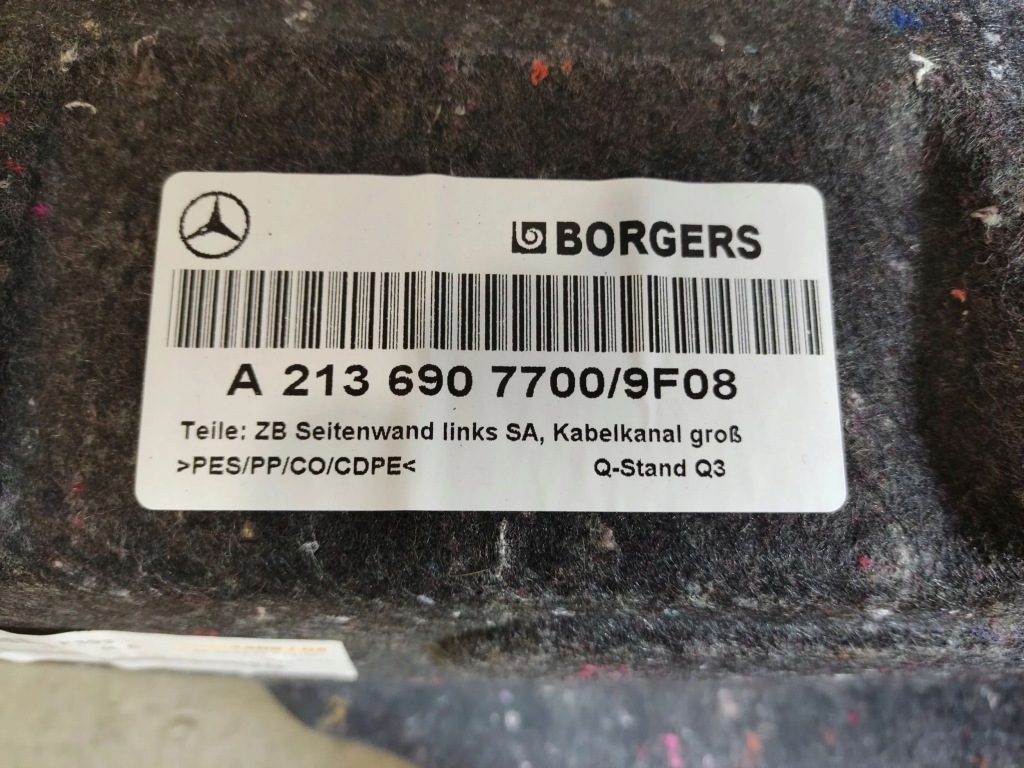 BORGERS
A 213 690 7700/9F08
Teile: ZB Seitenwand links SA, Kabelkanal groß
>PES/PP/CO/CDPE<
Q-Stand Q3